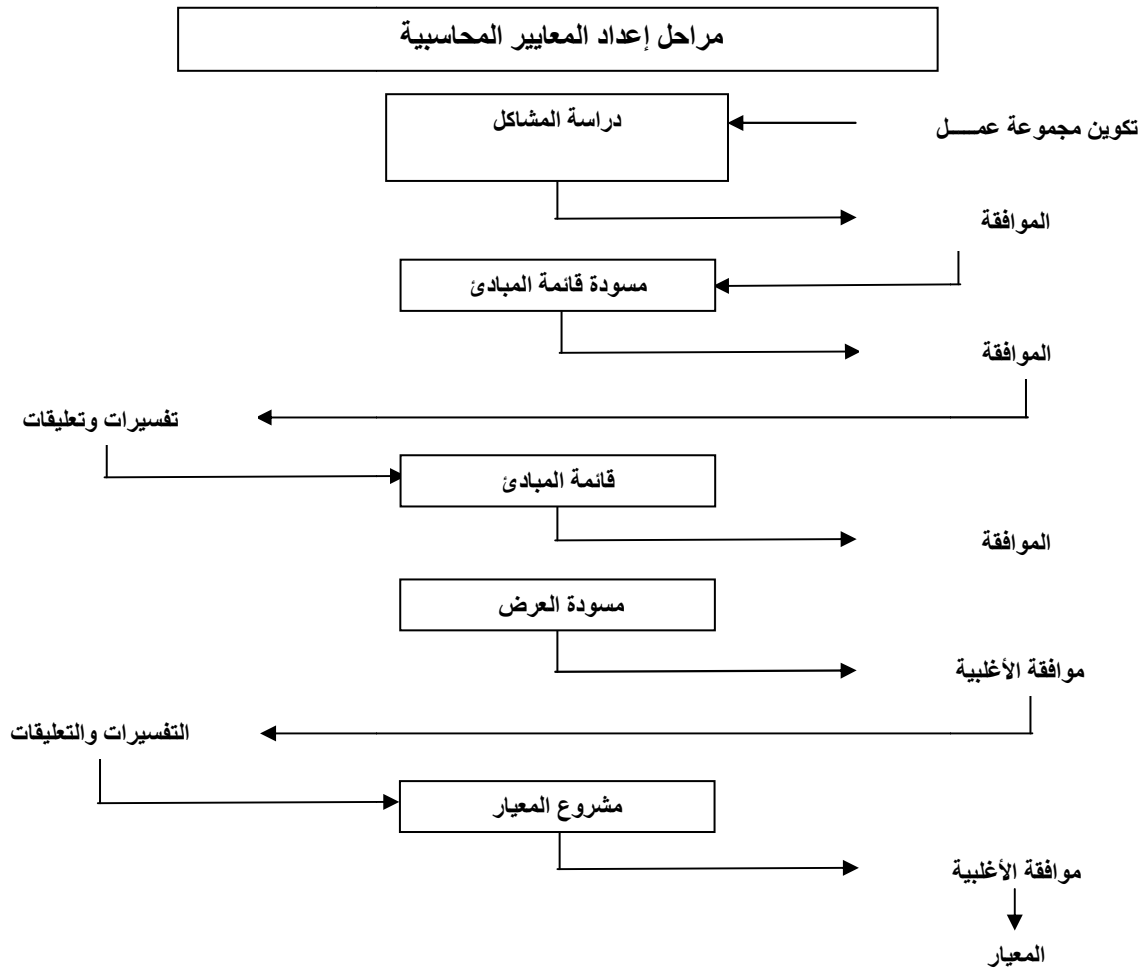 مراحل إعداد المعايير المحاسبية
دراسة المشاكل
تكوين مجموعة عمــــل
الموافقة
مسودة قائمة المبادئ
الموافقة
تفسيرات وتعليقات
قائمة المبادئ
الموافقة
مسودة العرض
موافقة الأغلبية
التفسيرات والتعليقات
مشروع المعيار
موافقة الأغلبية
المعيار